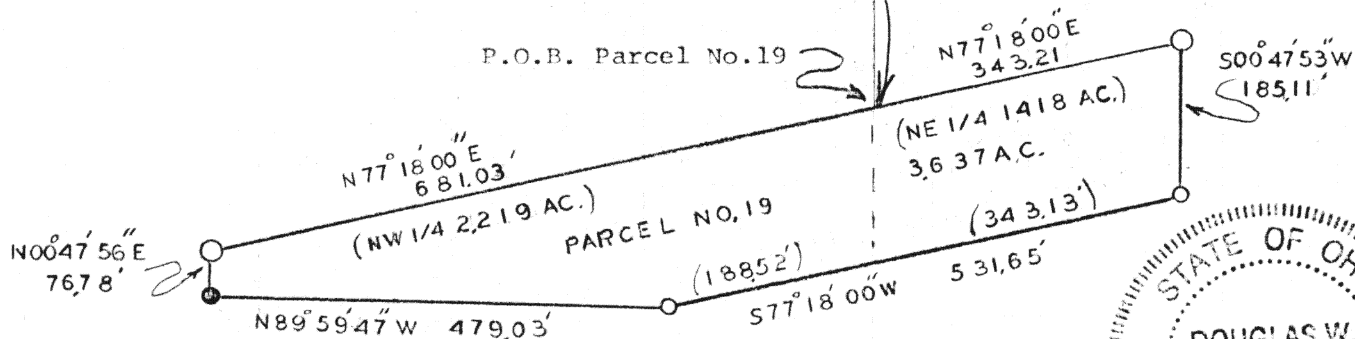 P.O.B. Parcel No.19
N77°18'00"E
343.21
S00°47'53"W
185.11'
(NE 1/4 1.418 AC.)
3.637 A.C.
N77°18'00"E
681.03'
(NW 1/4 2.219 AC.)
PARCEL NO.19
(343.13')
N00°47'56"E
76.78'
(188.52')
S77°18'00"W 531.65'
N89°59'47"W 479.03'
STATE OF
DOUGLAS W.